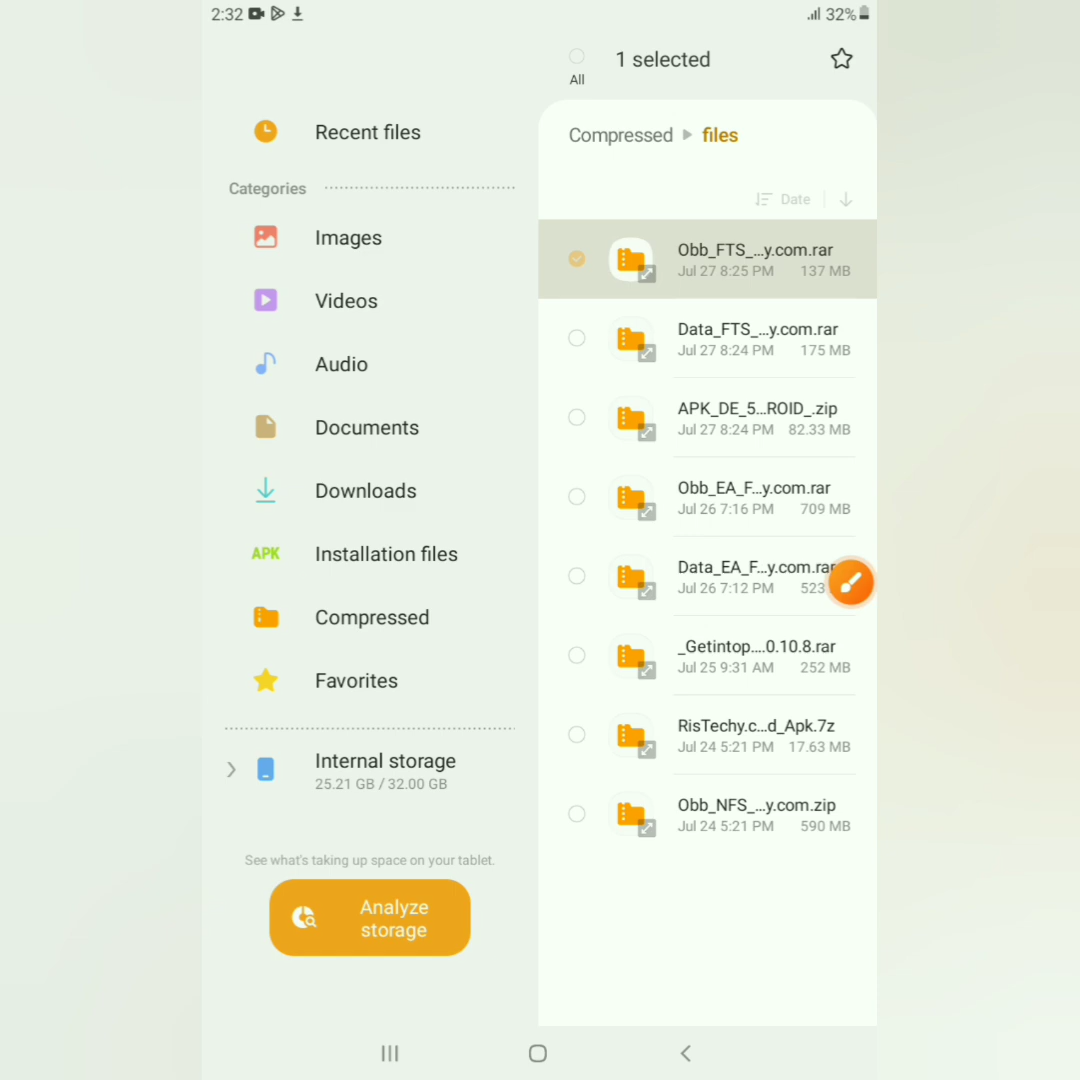 2:32
32%
All
1 selected
Recent files
Categories
Images
Videos
Audio
Documents
Downloads
APK
Installation files
Compressed
Favorites
Internal storage
25.21 GB / 32.00 GB
See what's taking up space on your tablet.
Analyze
storage
Compressed files
Date
Obb_FTS_...y.com.rar
Jul 27 8:25 PM 137 MB
Data_FTS_...y.com.rar
Jul 27 8:24 PM 175 MB
APK_DE_5...ROID_.zip
Jul 27 8:24 PM 82.33 MB
Obb_EA_F...y.com.rar
Jul 26 7:16 PM 709 MB
Data_EA_F...y.com.rar
Jul 26 7:12 PM 523
_Getintop....0.10.8.rar
Jul 25 9:31 AM 252 MB
RisTechy.c...d_Apk.7z
Jul 24 5:21 PM 17.63 MB
Obb_NFS_...y.com.zip
Jul 24 5:21 PM 590 MB